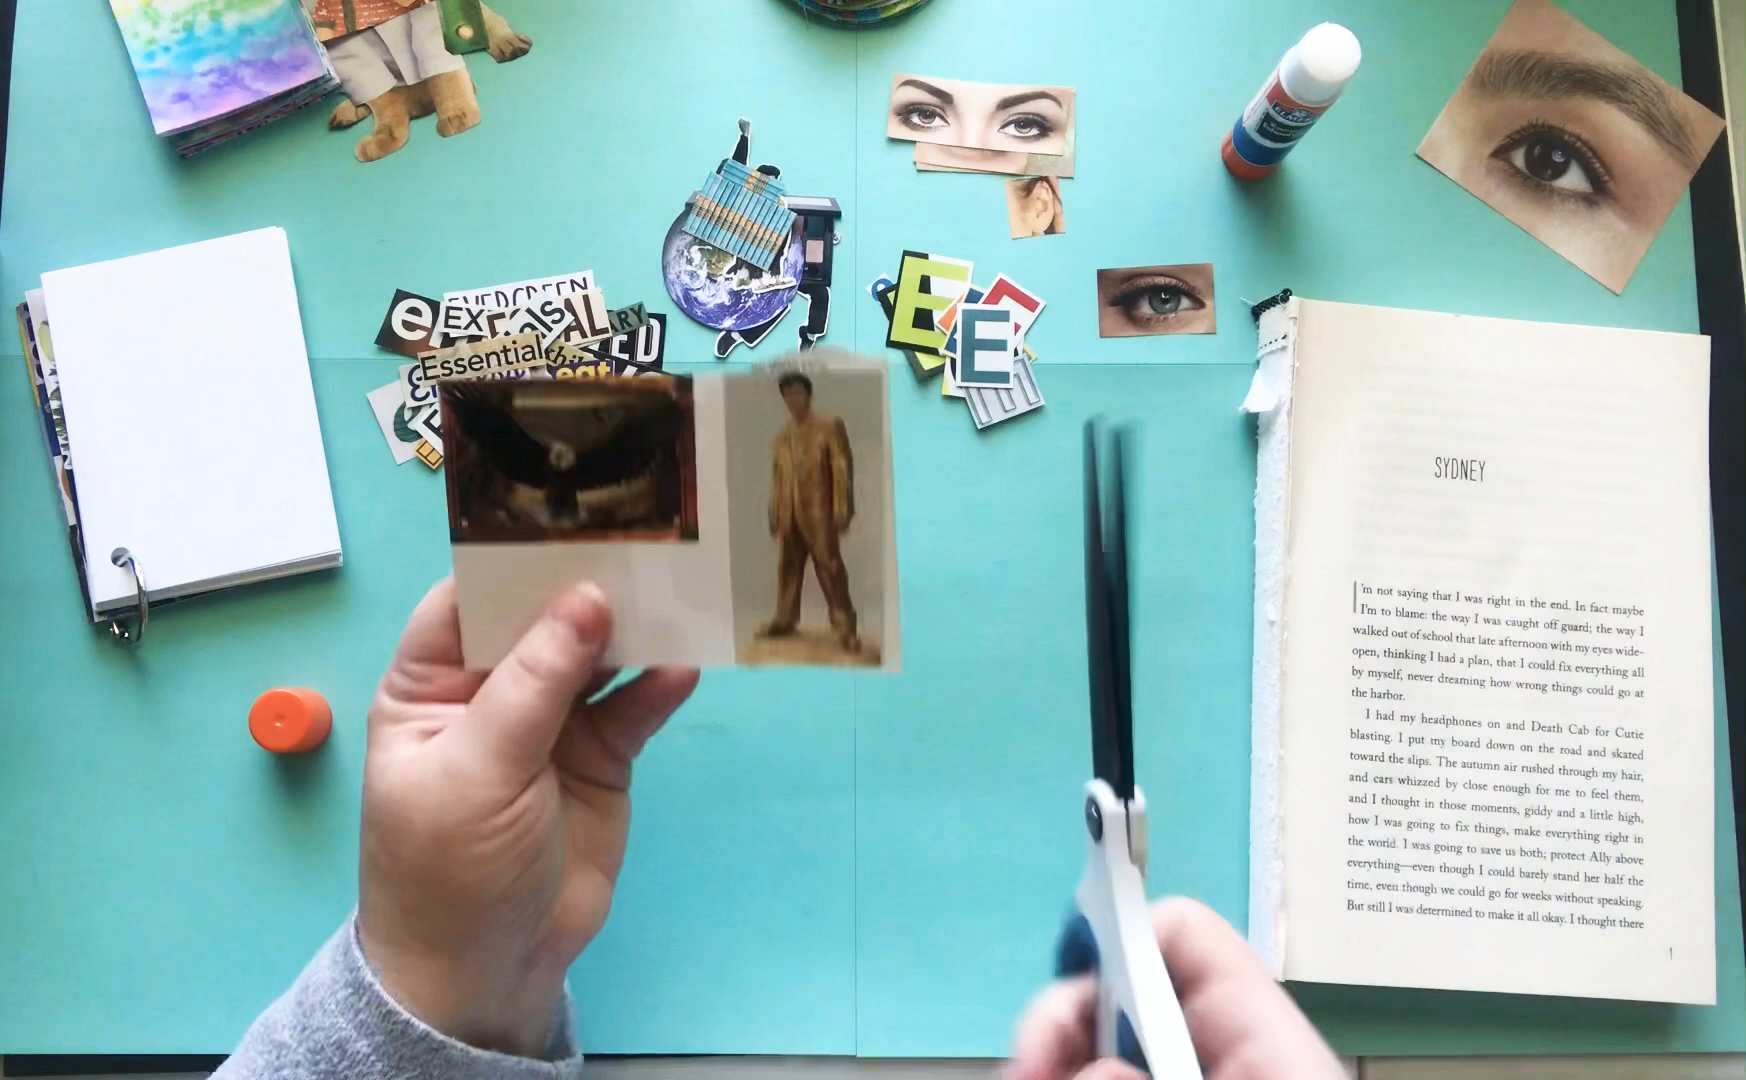 EVERGREEN
e
EX
ALS
AL
ARY
ED
Essential
thi
eat
E
E
E
ELMER'S
SYDNEY
I'm not saying that I was right in the end. In fact maybe
I'm to blame: the way I was caught off guard; the way I
walked out of school that late afternoon with my eyes wide-
open, thinking I had a plan, that I could fix everything all
by myself, never dreaming how wrong things could go at
the harbor.
I had my headphones on and Death Cab for Cutie
blasting. I put my board down on the road and skated
toward the slips. The autumn air rushed through my hair,
and cars whizzed by close enough for me to feel them,
and I thought in those moments, giddy and a little high,
how I was going to fix things, make everything right in
the world. I was going to save us both; protect Ally above
everything—even though I could barely stand her half the
time, even though we could go for weeks without speaking.
But still I was determined to make it all okay. I thought there
1